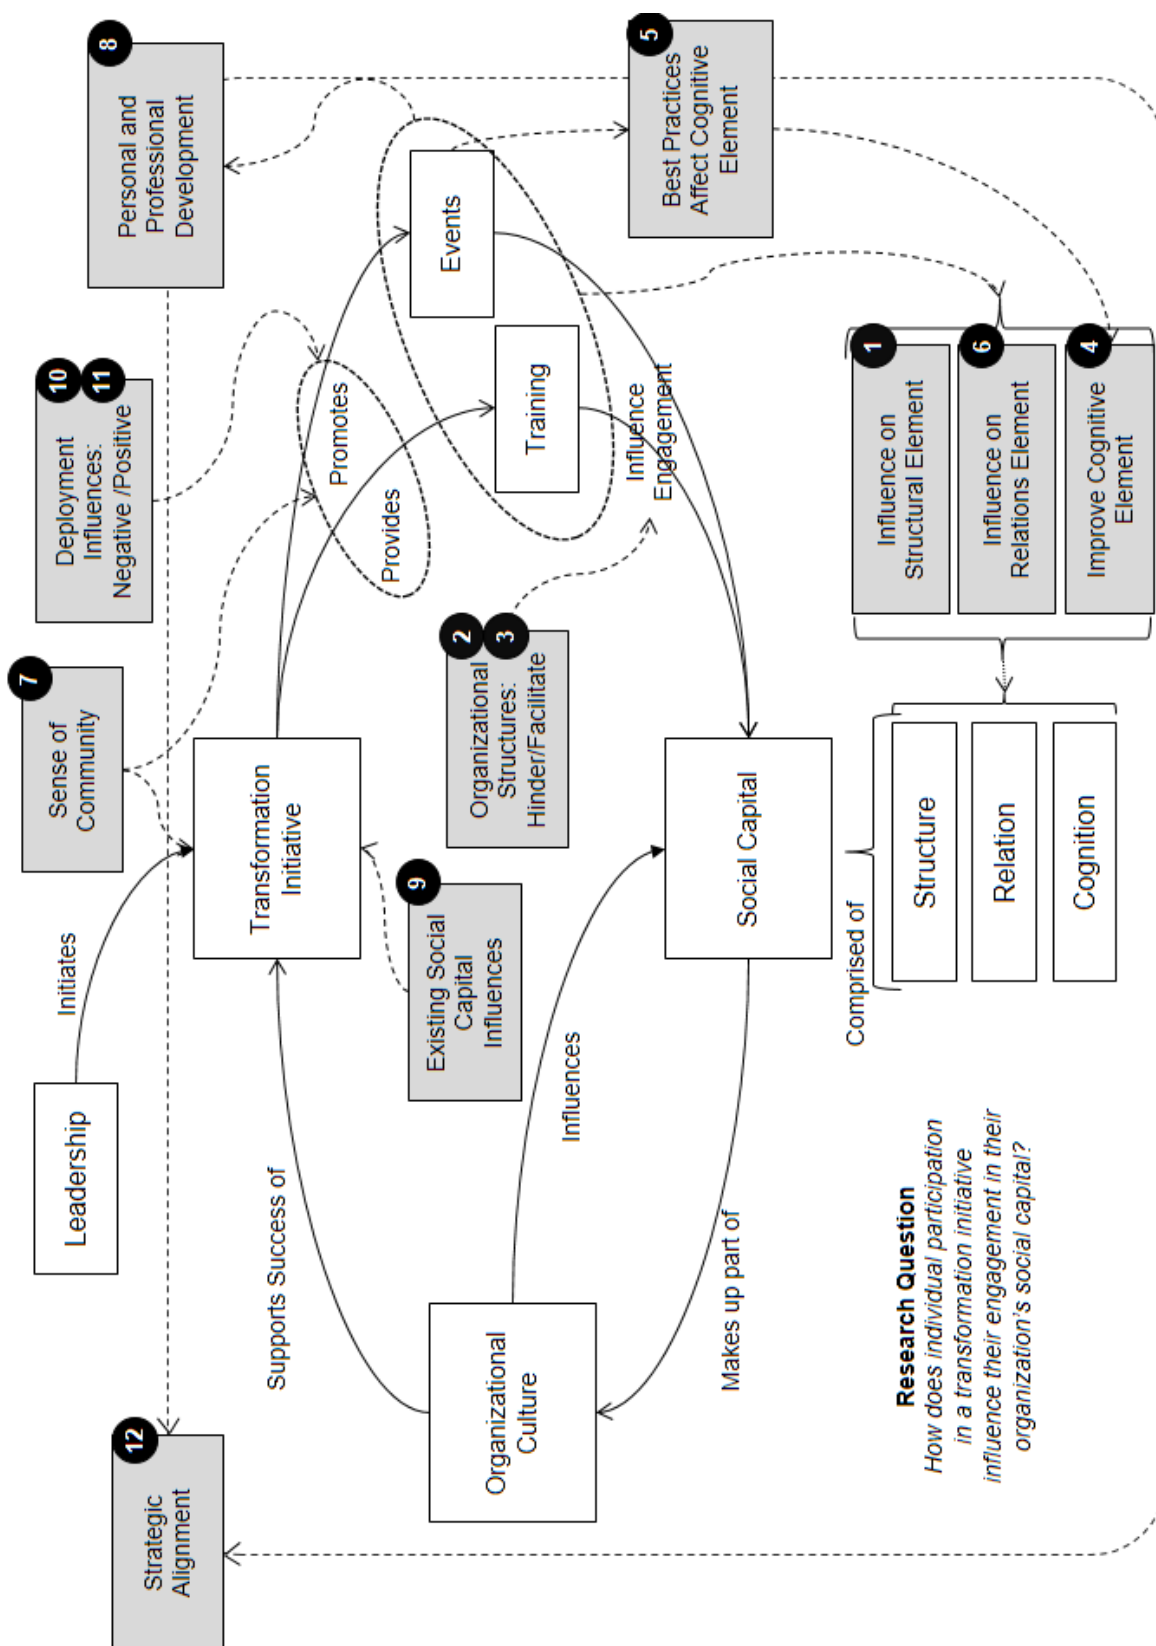 12
Strategic
Alignment
Leadership
Initiates
7
Sense of
Community
10
11
Deployment
Influences:
Negative /Positive
8
Personal and
Professional
Development
Supports Success of
Transformation
Initiative
Promotes
Provides
Events
Training
Organizational
Culture
9
Existing Social
Capital
Influences
2
3
Organizational
Structures:
Hinder/Facilitate
Influence
Engagement
5
Best Practices
Affect Cognitive
Element
Influences
Makes up part of
Social Capital
Comprised of
Structure
Relation
Cognition
1
Influence on
Structural Element
6
Influence on
Relations Element
4
Improve Cognitive
Element
Research Question
How does individual participation
in a transformation initiative
influence their engagement in their
organization's social capital?